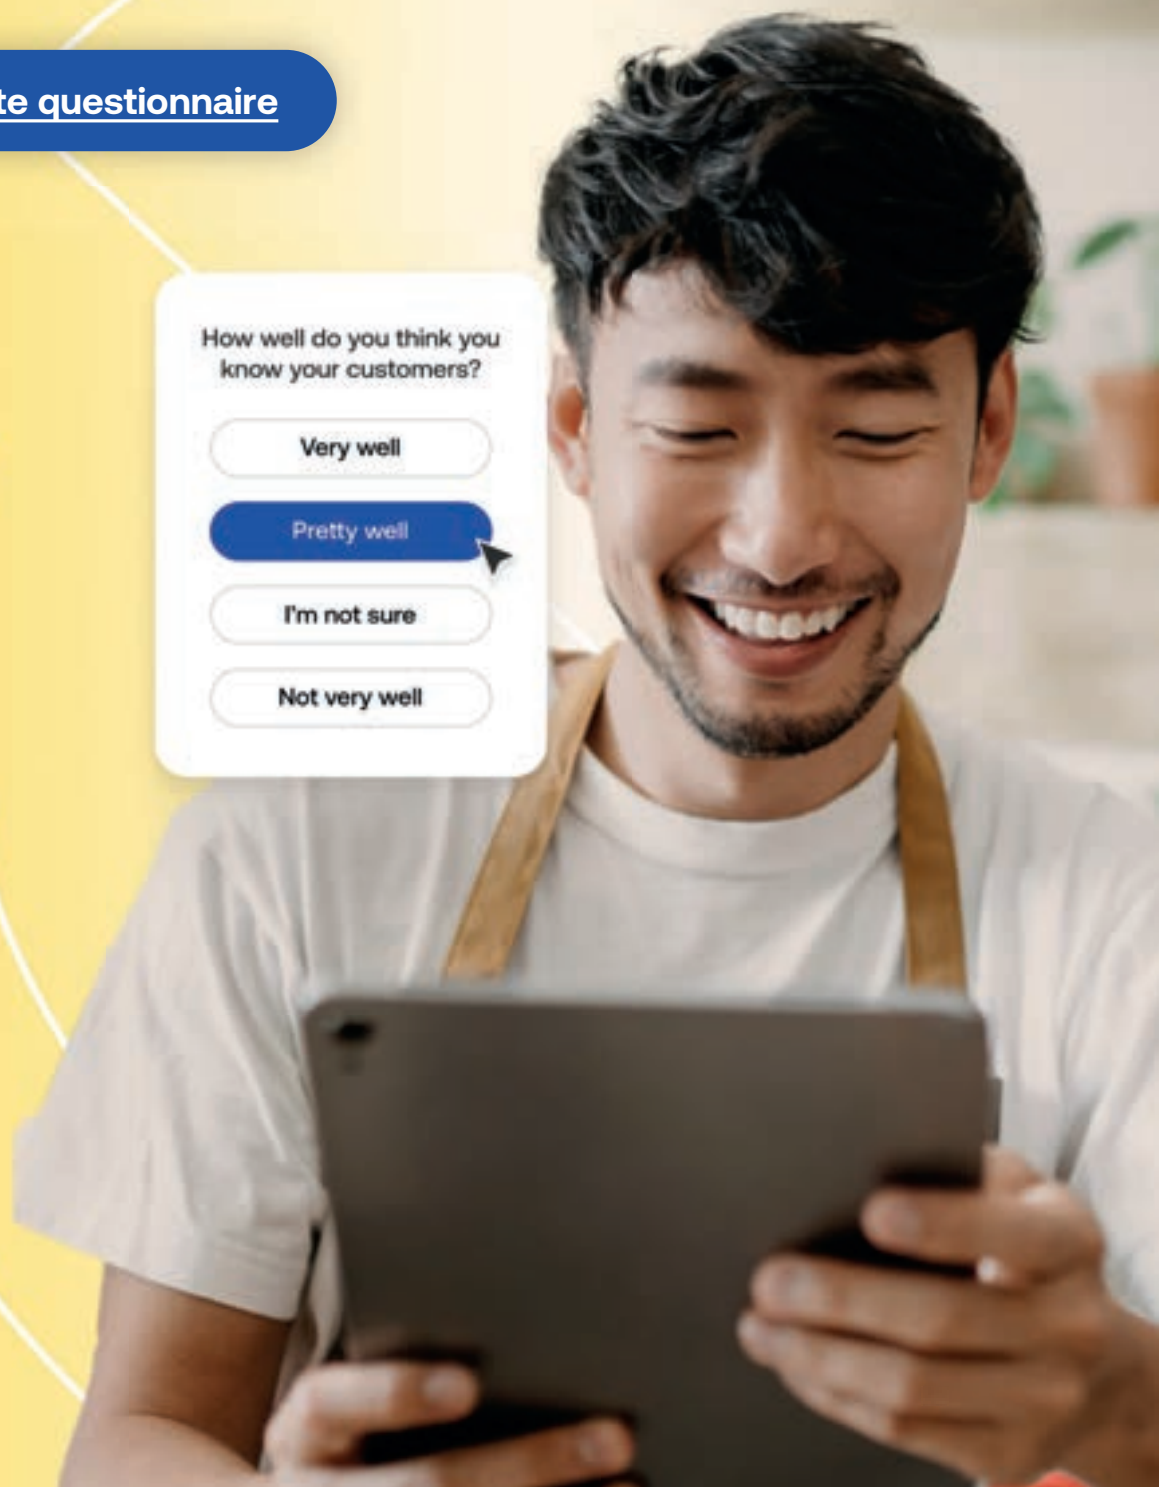 te questionnaire
How well do you think you
know your customers?
Very well
Pretty well
I'm not sure
Not very well